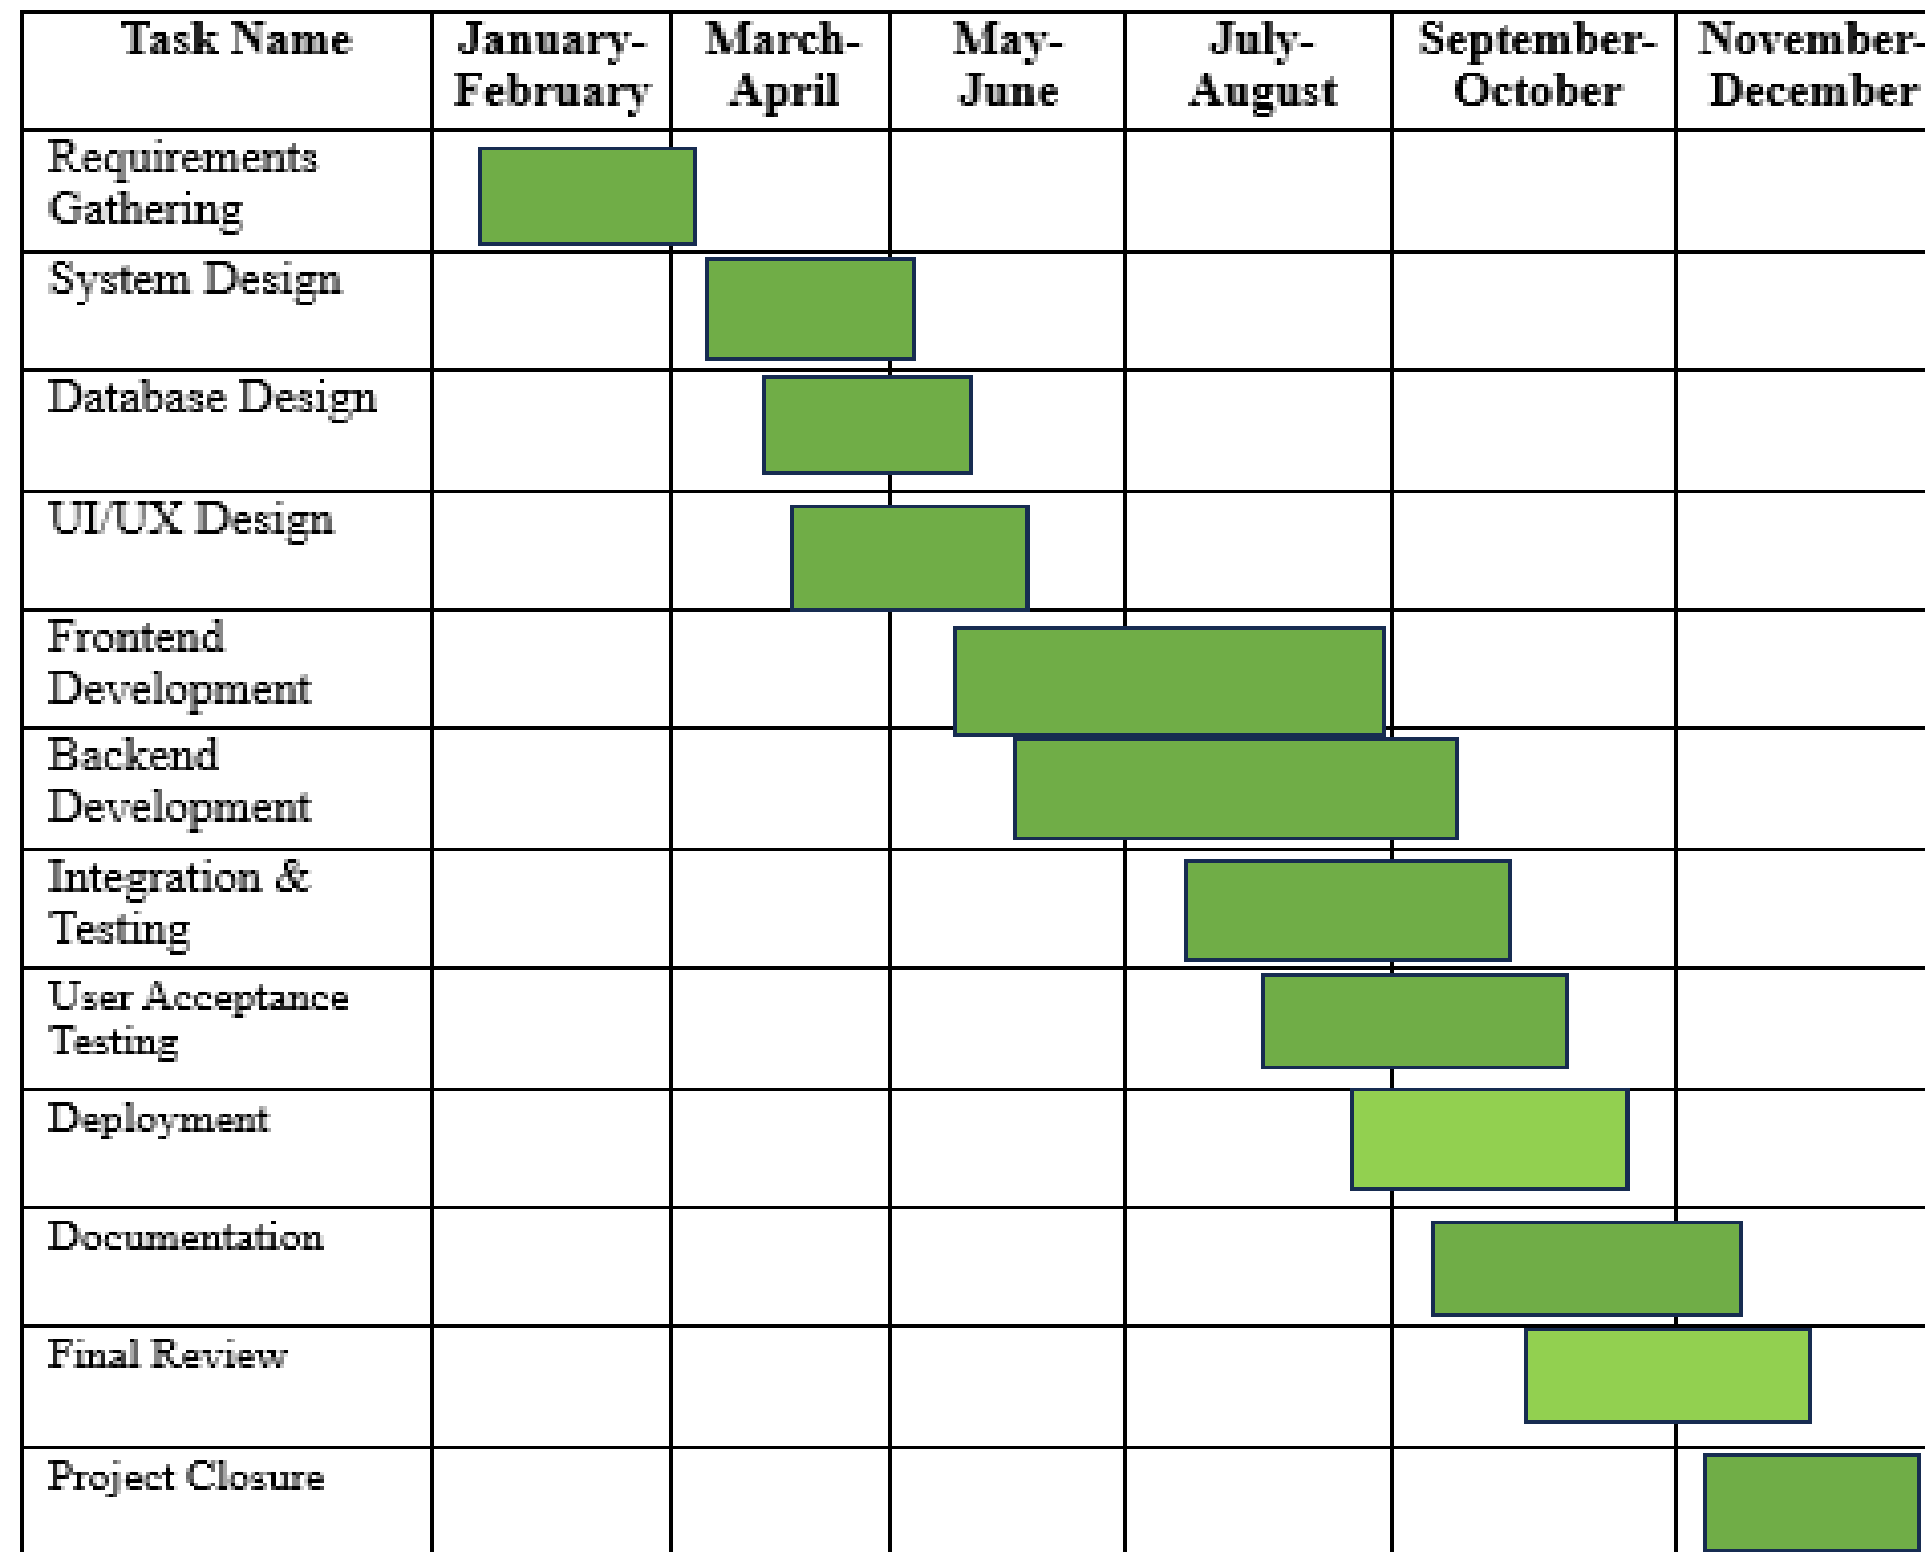 Task Name
January-
February
March-
April
May-
June
July-
August
September-
October
November-
December
Requirements
Gathering
System Design
Database Design
UI/UX Design
Frontend
Development
Backend
Development
Integration &
Testing
User Acceptance
Testing
Deployment
Documentation
Final Review
Project Closure